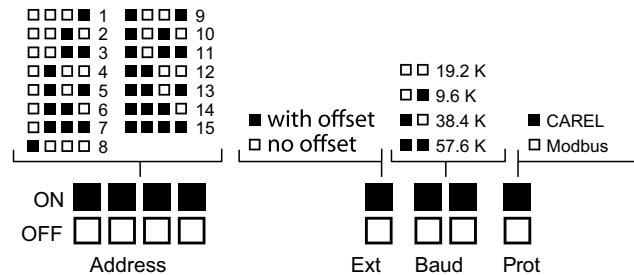 1 9
2 10
3 11
4 12
5 13
6 14
7 15
8
19.2 K
9.6 K
38.4 K
57.6 K
with offset
no offset
CAREL
Modbus
ON
OFF
Address Ext Baud Prot